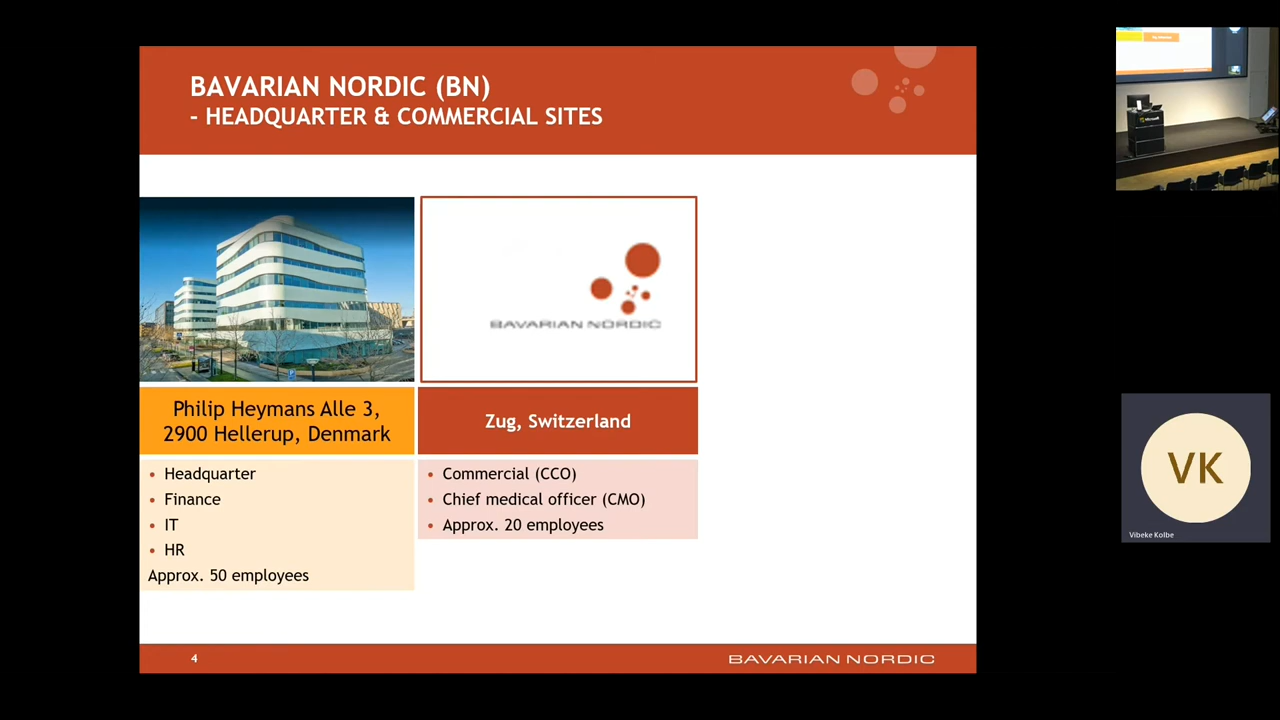 BAVARIAN NORDIC (BN)
- HEADQUARTER & COMMERCIAL SITES
BAVARIAN NORDIC
Philip Heymans Alle 3,
2900 Hellerup, Denmark
Zug, Switzerland
• Headquarter
• Finance
• IT
• HR
Approx. 50 employees
• Commercial (CCO)
• Chief medical officer (CMO)
• Approx. 20 employees
4
BAVARIAN NORDIC
Microsoft
VK
Vibeke Kolbe